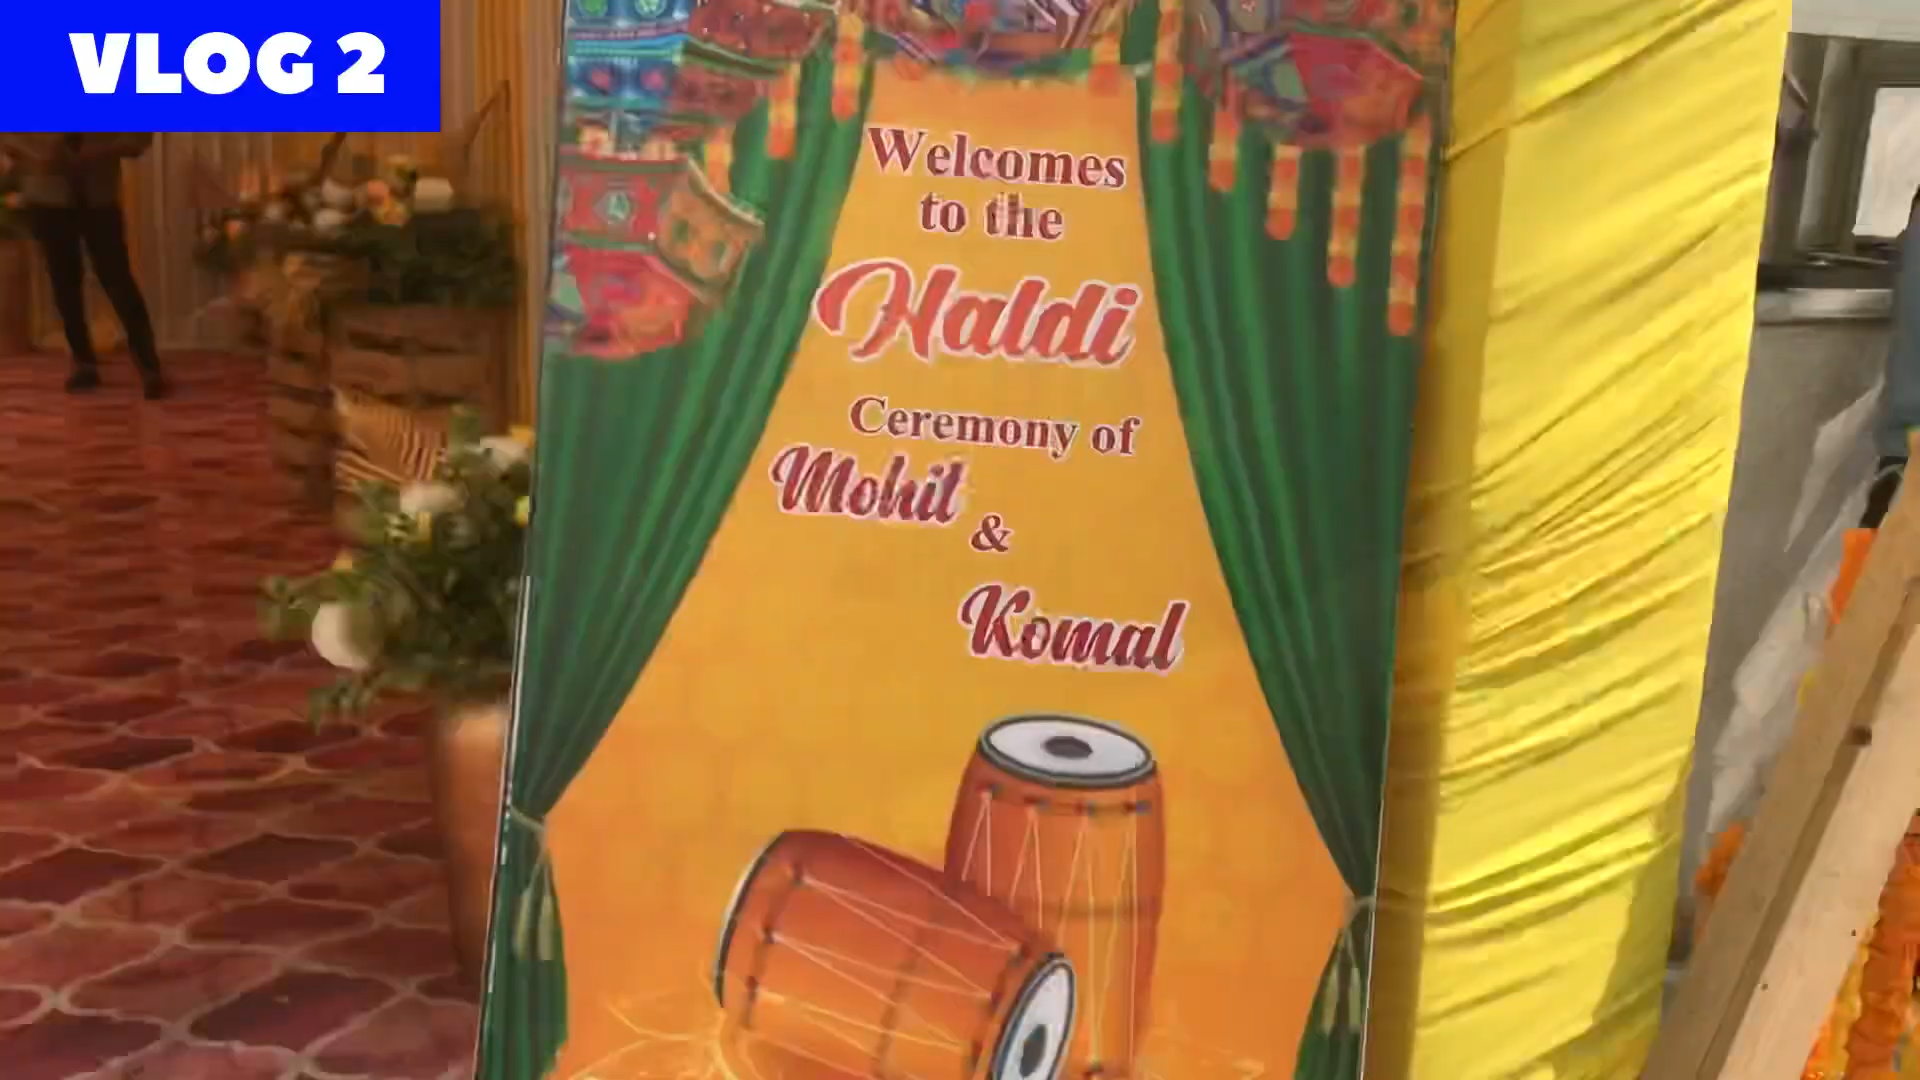 VLOG 2
Welcomes
to the
Haldi
Ceremony of
Mohit
&
Komal